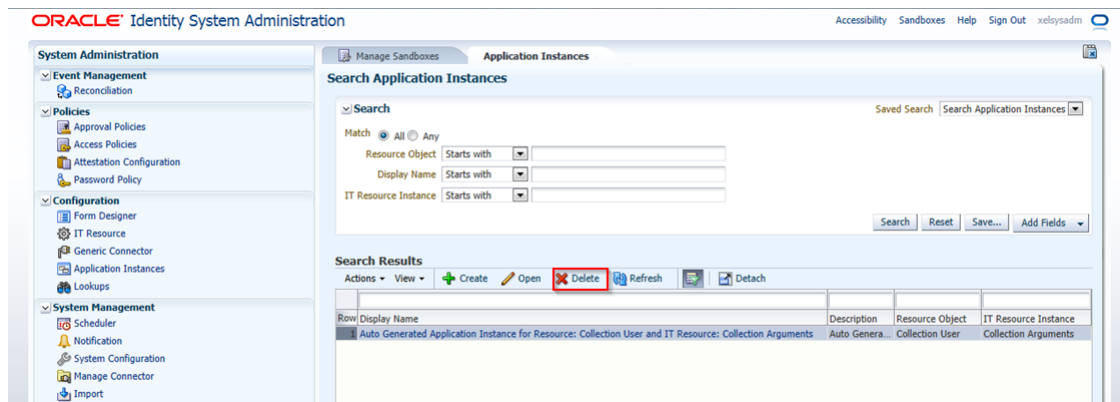 ORACLE® Identity System Administration
Accessibility Sandboxes Help Sign Out xelsysadm
System Administration
Event Management
Reconciliation
Policies
Approval Policies
Access Policies
Attestation Configuration
Password Policy
Configuration
Form Designer
IT Resource
Generic Connector
Application Instances
Lookups
System Management
Scheduler
Notification
System Configuration
Manage Connector
Import
Manage Sandboxes Application Instances
Search Application Instances
Search
Saved Search Search Application Instances
Match All Any
Resource Object Starts with
Display Name Starts with
IT Resource Instance Starts with
Search Reset Save... Add Fields
Search Results
Actions View Create Open Delete Refresh Detach
Row Display Name Description Resource Object IT Resource Instance
1 Auto Generated Application Instance for Resource: Collection User and IT Resource: Collection Arguments Auto Genera... Collection User Collection Arguments